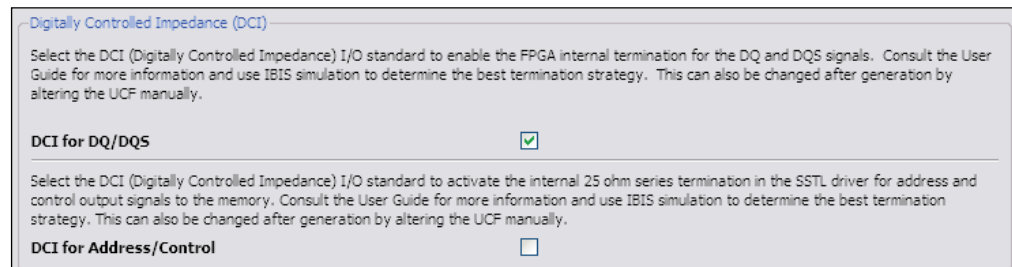 Digitally Controlled Impedance (DCI)
Select the DCI (Digitally Controlled Impedance) I/O standard to enable the FPGA internal termination for the DQ and DQS signals. Consult the User
Guide for more information and use IBIS simulation to determine the best termination strategy. This can also be changed after generation by
altering the UCF manually.
DCI for DQ/DQS
Select the DCI (Digitally Controlled Impedance) I/O standard to activate the internal 25 ohm series termination in the SSTL driver for address and
control output signals to the memory. Consult the User Guide for more information and use IBIS simulation to determine the best termination
strategy. This can also be changed after generation by altering the UCF manually.
DCI for Address/Control